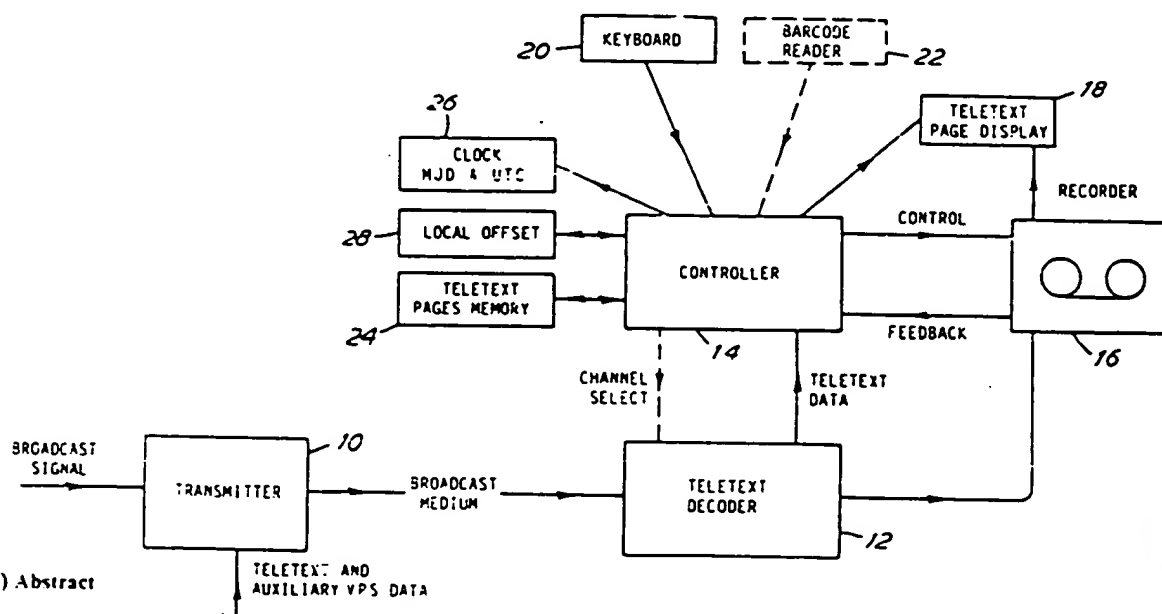 KEYBOARD
20
BARCODE
READER
22
26
CLOCK
MJD & UTC
18
TELETEXT
PAGE DISPLAY
RECORDER
28
LOCAL OFFSET
CONTROLLER
CONTROL
TELETEXT
PAGES MEMORY
24
14
FEEDBACK
16
CHANNEL
SELECT
TELETEXT
DATA
BROADCAST
SIGNAL
10
TRANSMITTER
BROADCAST
MEDIUM
TELETEXT
DECODER
12
) Abstract
TELETEXT AND
AUXILIARY VPS DATA